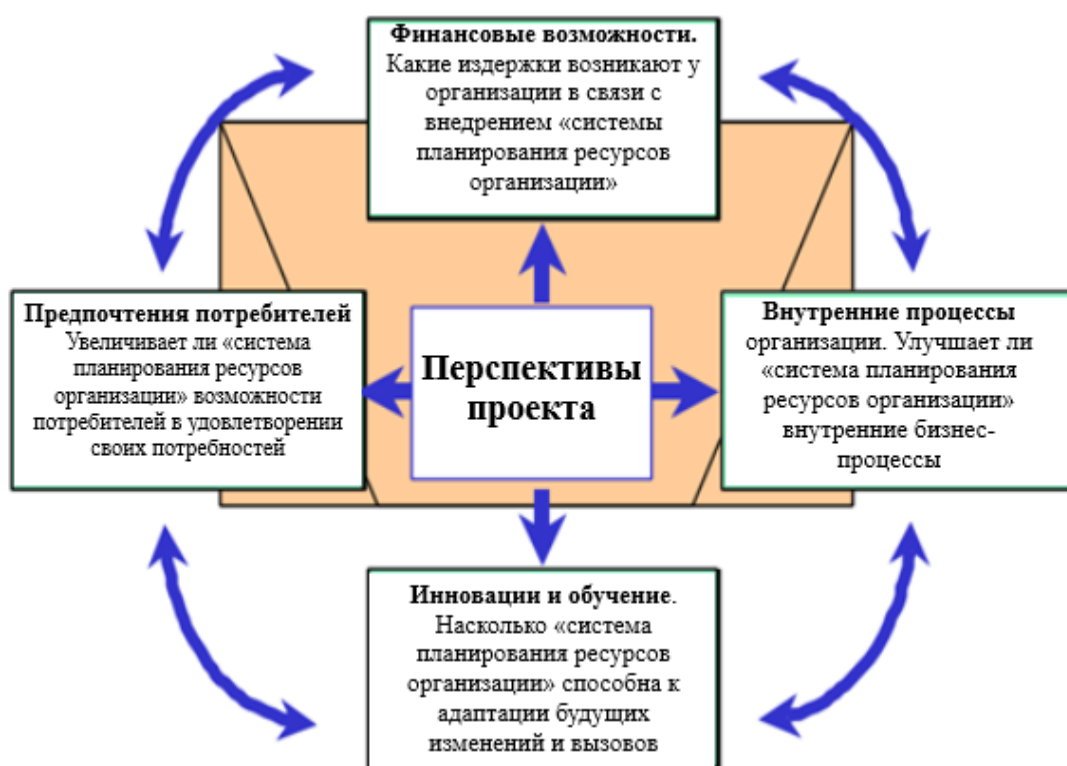 Финансовые возможности.
Какие издержки возникают у
организации в связи с
внедрением «системы
планирования ресурсов
организации»
Предпочтения потребителей
Увеличивает ли «система
планирования ресурсов
организации» возможности
потребителей в удовлетворении
своих потребностей
Перспективы
проекта
Внутренние процессы
организации. Улучшает ли
«система планирования
ресурсов организации»
внутренние бизнес-
процессы
Инновации и обучение.
Насколько «система
планирования ресурсов
организации» способна к
адаптации будущих
изменений и вызовов